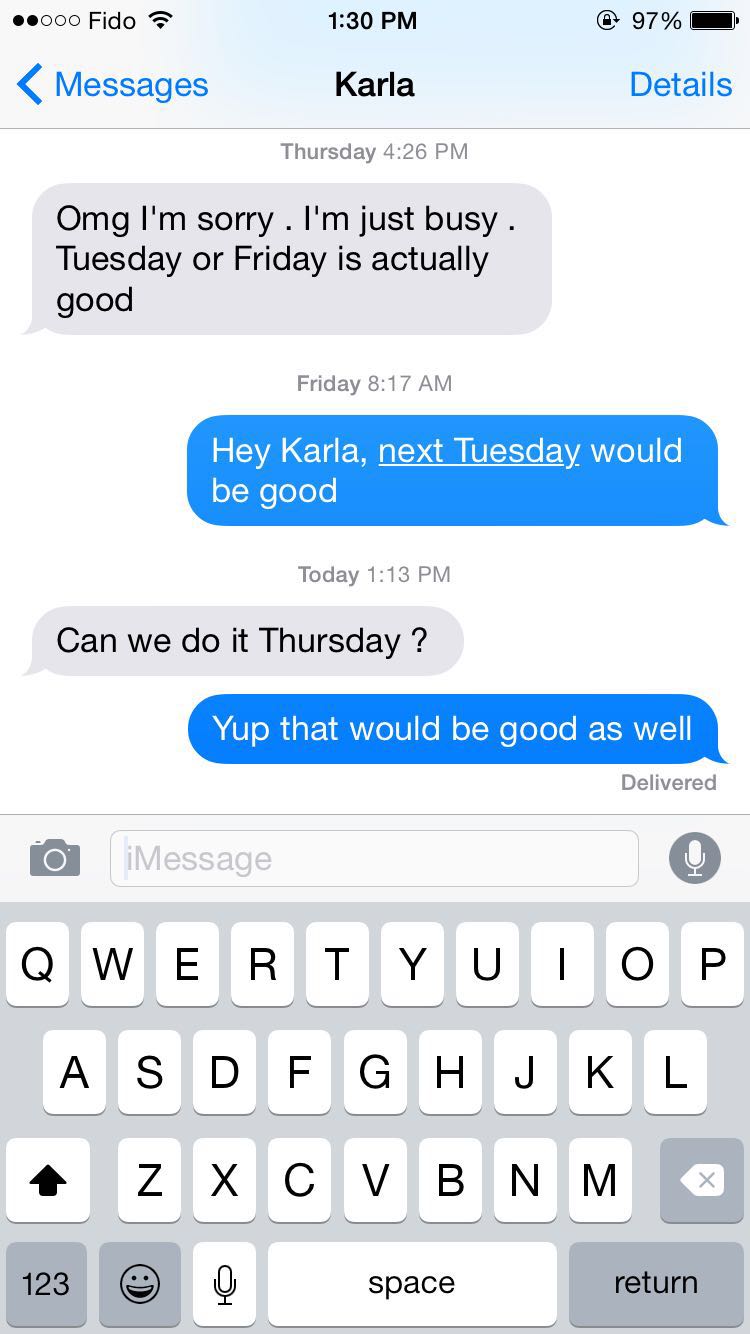 Fido 1:30 PM 97%
Messages Karla Details
Thursday 4:26 PM
Omg I'm sorry . I'm just busy .
Tuesday or Friday is actually
good
Friday 8:17 AM
Hey Karla, next Tuesday would
be good
Today 1:13 PM
Can we do it Thursday ?
Yup that would be good as well
Delivered
iMessage
Q W E R T Y U I O P
A S D F G H J K L
Z X C V B N M
123 space return